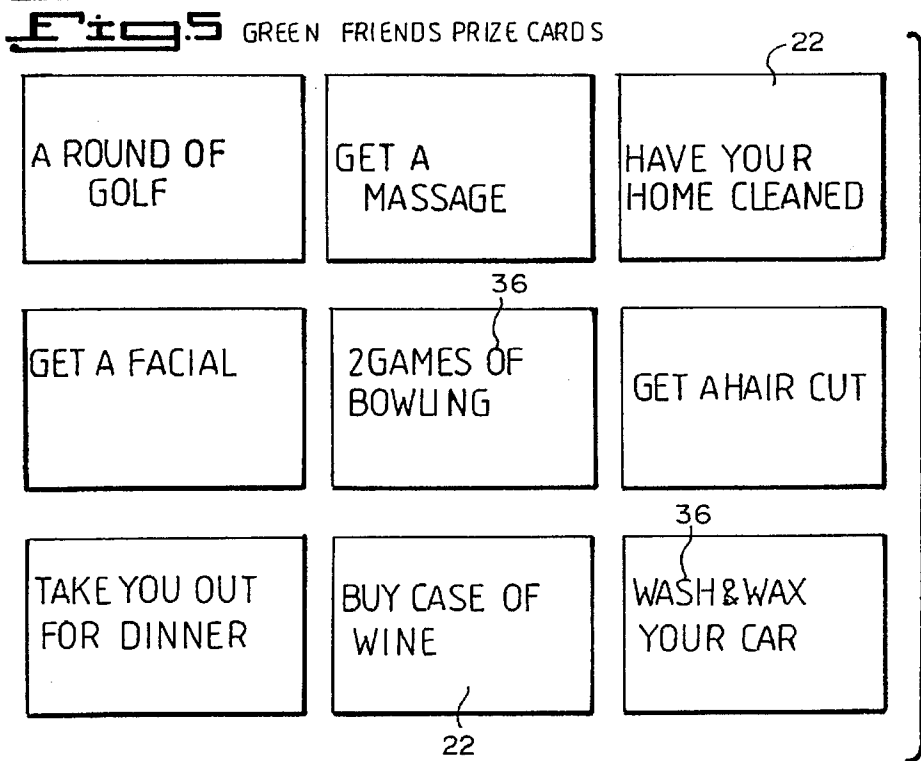 Fig.5 GREEN FRIENDS PRIZE CARDS
22
A ROUND OF
GOLF
GET A
MASSAGE
HAVE YOUR
HOME CLEANED
36
GET A FACIAL
2GAMES OF
BOWLING
GET A HAIR CUT
36
TAKE YOU OUT
FOR DINNER
BUY CASE OF
WINE
WASH & WAX
YOUR CAR
22